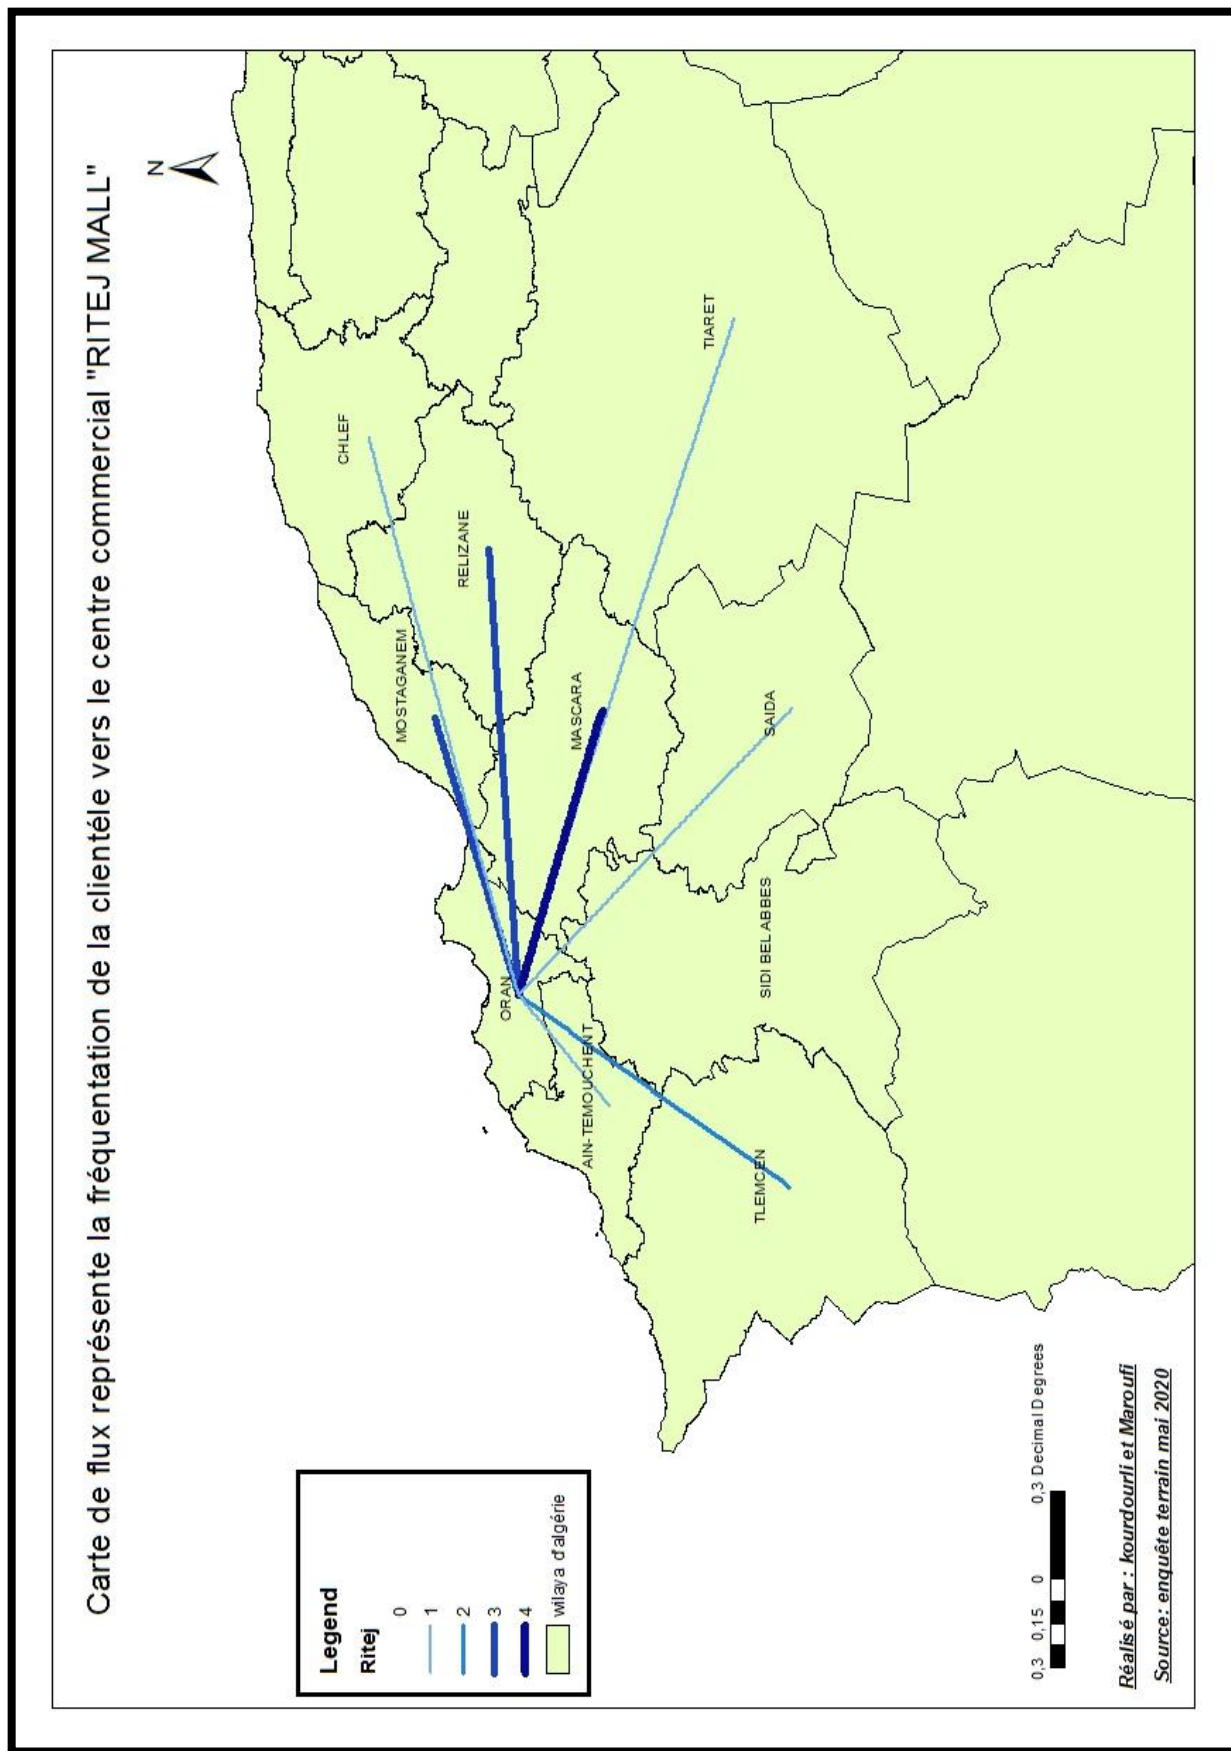 Carte de flux représente la fréquentation de la clientéle vers le centre commercial "RITEJ MALL"
N
CHLEF
MOSTAGANEM
RELIZANE
ORAN
MASCARA
TIARET
AIN-TEMOUCHENT
SAIDA
SIDI BEL ABBES
TLEMCEN
Legend
Ritej
0
1
2
3
4
wilaya d'algérie
0,3 0,15 0 0,3 Decimal Degrees
Réalisé par : kourdourli et Maroufi
Source: enquête terrain mai 2020